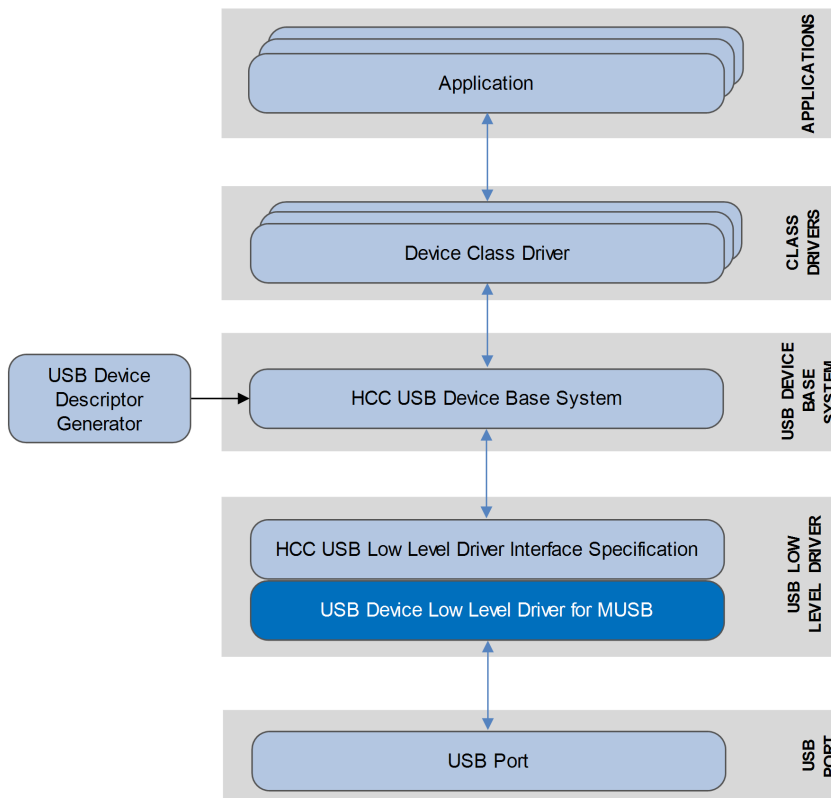 Application
APPLICATIONS
Device Class Driver
CLASS
DRIVERS
USB Device
Descriptor
Generator
HCC USB Device Base System
USB DEVICE
BASE
SYSTEM
HCC USB Low Level Driver Interface Specification
USB Device Low Level Driver for MUSB
USB LOW
LEVEL DRIVER
USB Port
USB
PORT